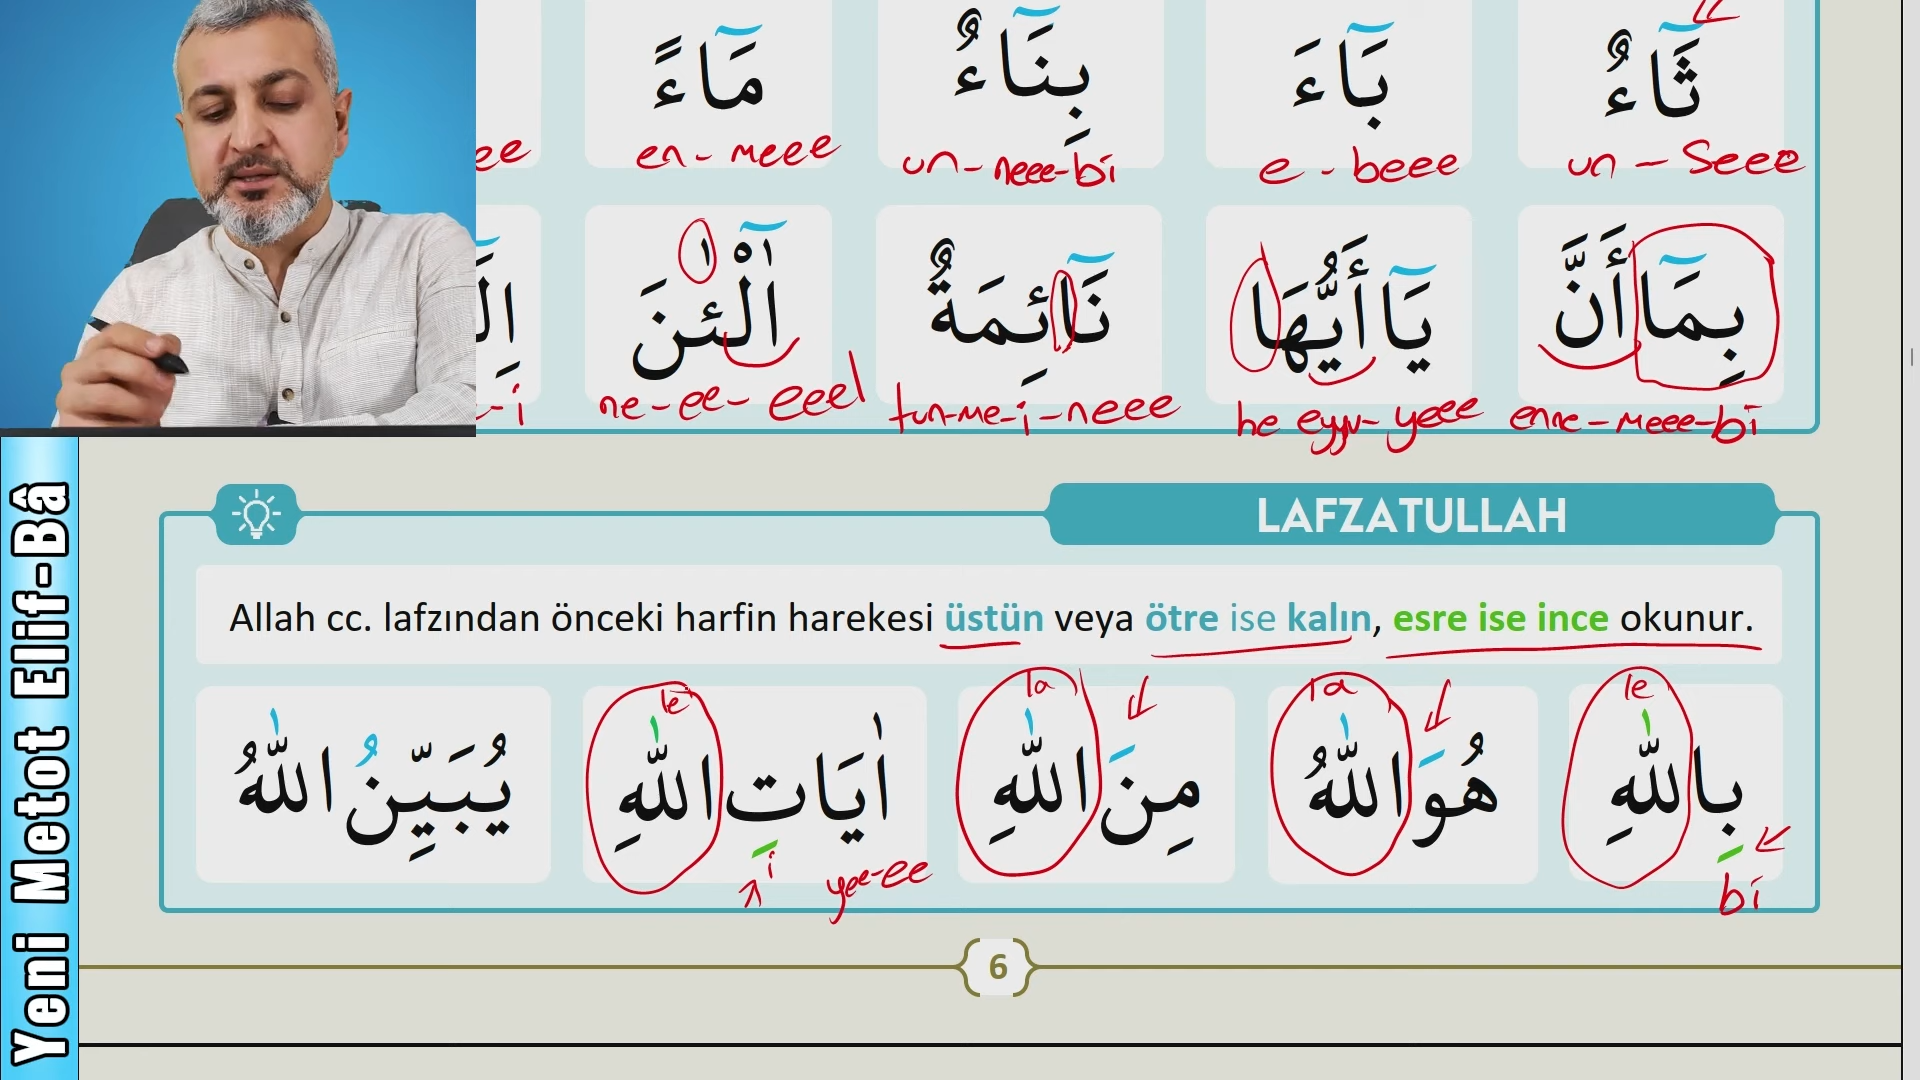 ثَٓاءٌ بَٓاءَ بِنَٓاءٌ مَٓاءً
un - Seee e - beee un - neee-bi en - meee ee
بِمَٓا أَنَّ يَٓا أَيُّهَا نَٓائِمَةٌ اٰۤلْـٰٔنَ
enne - meee-bi he eyyu- yeee tun-me-i-neee ne - ee- eeel -i
LAFZATULLAH
Allah cc. lafzından önceki harfin harekesi üstün veya ötre ise kalın, esre ise ince okunur.
le la la le
بِاللّٰهِ هُوَ اللّٰهُ مِنَ اللّٰهِ اٰيَاتِ اللّٰهِ يُبَيِّنُ اللّٰهُ
bi yee-ee i
6
Yeni Metot Elif-Bâ